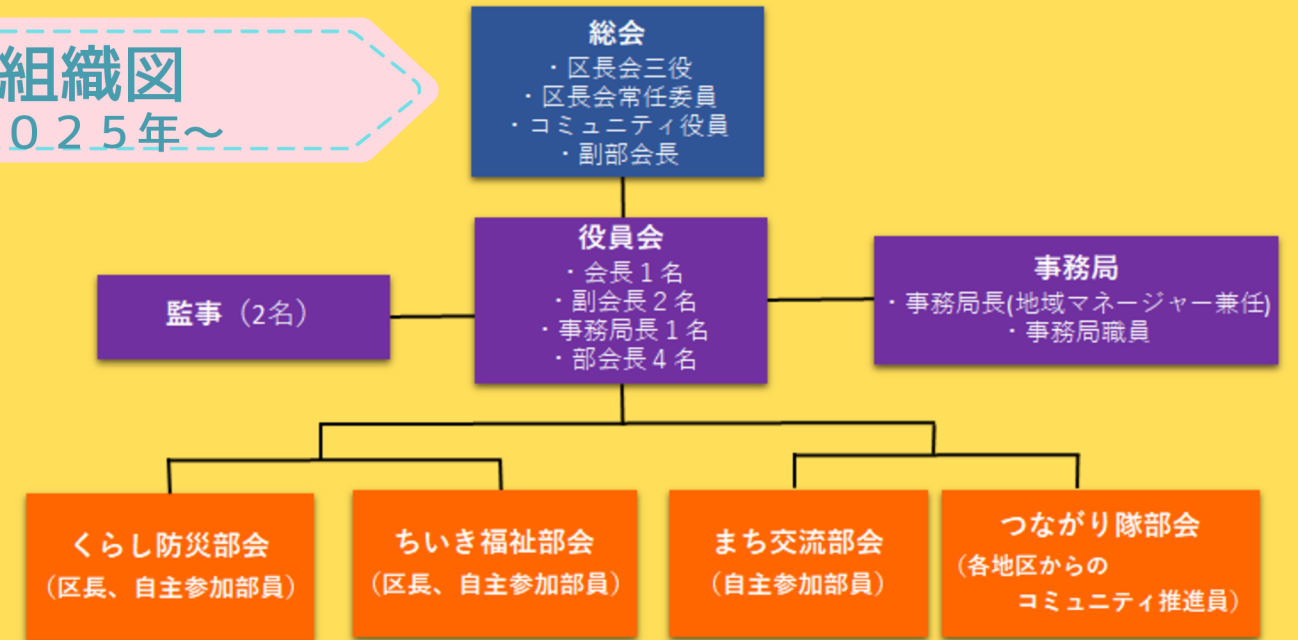 組織図
025年～
総会
・区長会三役
・区長会常任委員
・コミュニティ役員
・副部会長
役員会
・会長1名
・副会長2名
・事務局長1名
・部会長4名
監事（2名）
事務局
・事務局長(地域マネージャー兼任)
・事務局職員
くらし防災部会
（区長、自主参加部員）
ちいき福祉部会
（区長、自主参加部員）
まち交流部会
（自主参加部員）
つながり隊部会
（各地区からの
コミュニティ推進員）